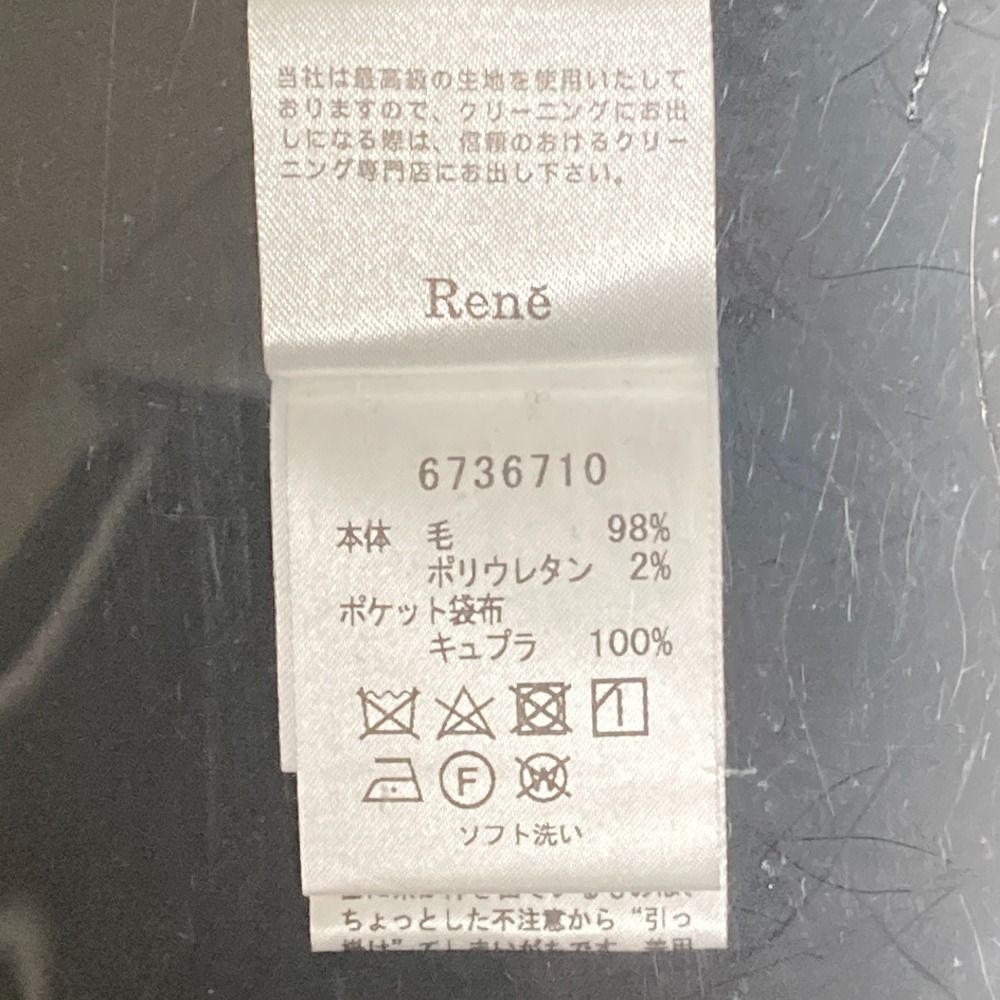 当社は最高級の生地を使用いたして
おりますので、クリーニングにお出
しになる際は、信頼のおけるクリー
ニング専門店にお出し下さい。
Renĕ
6736710
本体 毛 98%
ポリウレタン 2%
ポケット袋布
キュプラ 100%
F W
ソフト洗い
ちょっとした不注意から“引っ